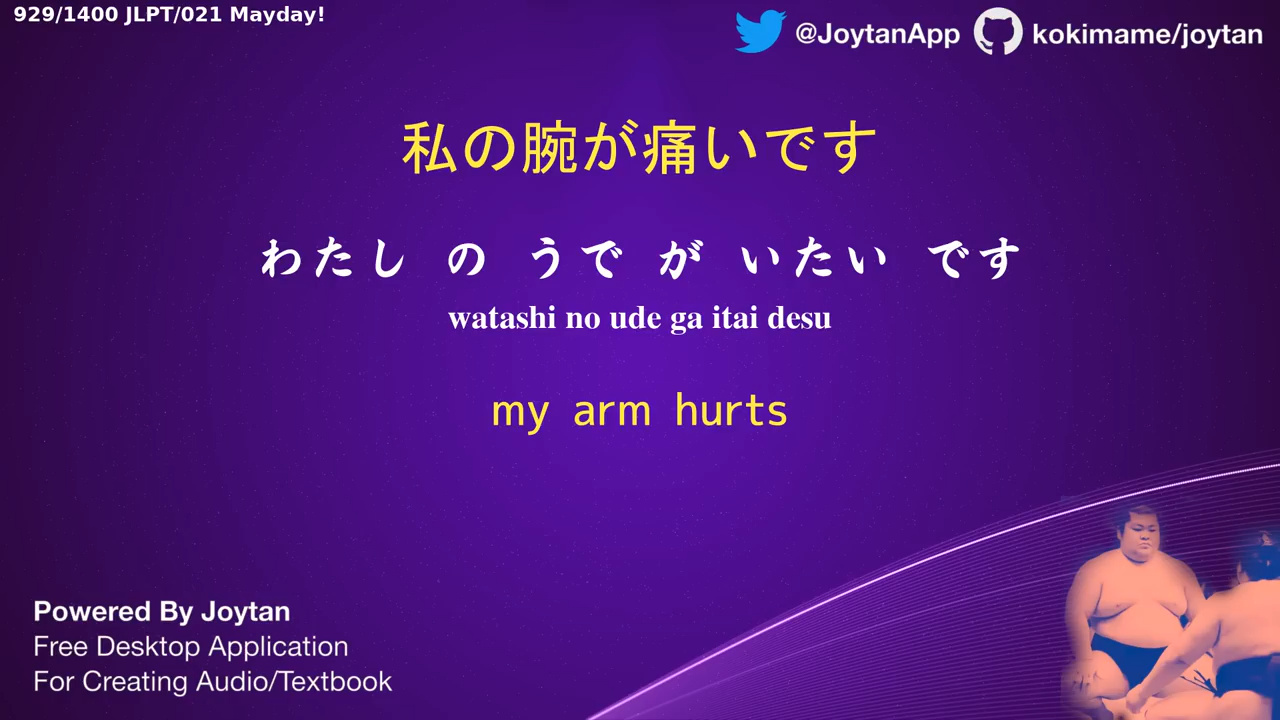 929/1400 JLPT/021 Mayday!
@JoytanApp
kokimame/joytan
私の腕が痛いです
わたし の うで が いたい です
watashi no ude ga itai desu
my arm hurts
Powered By Joytan
Free Desktop Application
For Creating Audio/Textbook